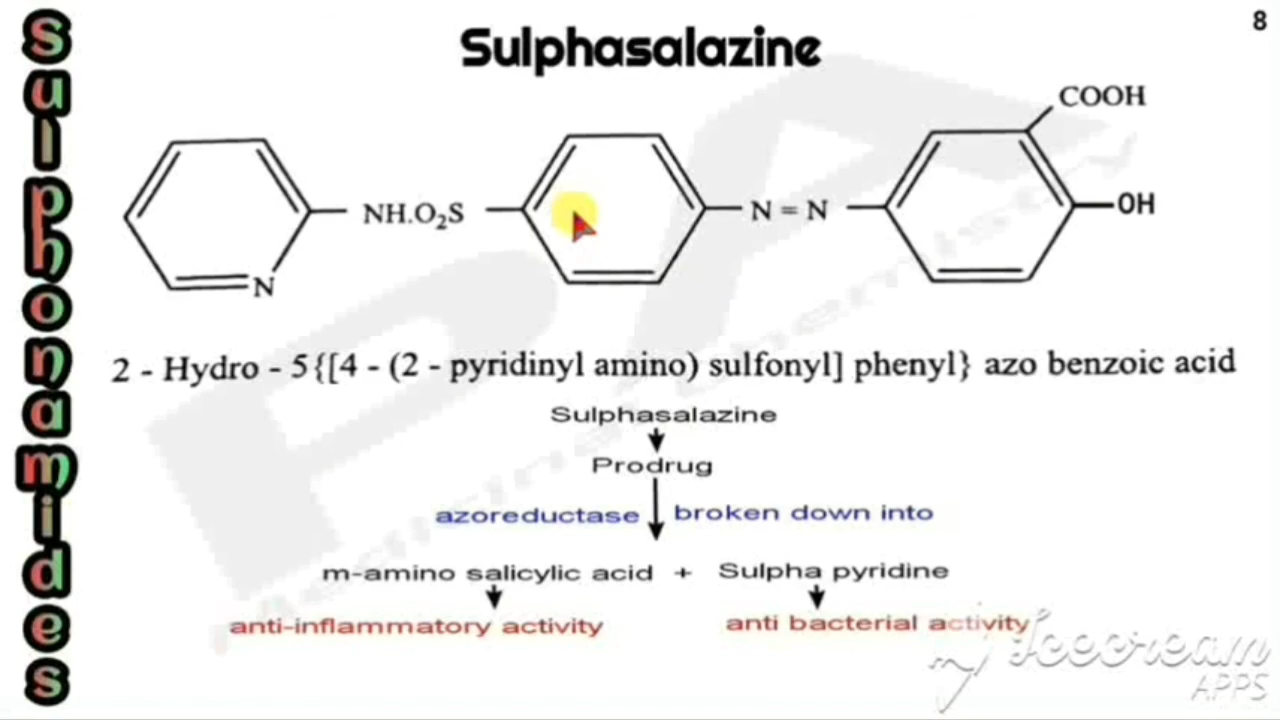 Sulphonamides
8
Sulphasalazine
COOH
NH.O₂S
N = N
OH
N
2 - Hydro - 5{[4 - (2 - pyridinyl amino) sulfonyl] phenyl} azo benzoic acid
Sulphasalazine
Prodrug
azoreductase broken down into
m-amino salicylic acid + Sulpha pyridine
anti-inflammatory activity anti bacterial activity
Icecream
APPS